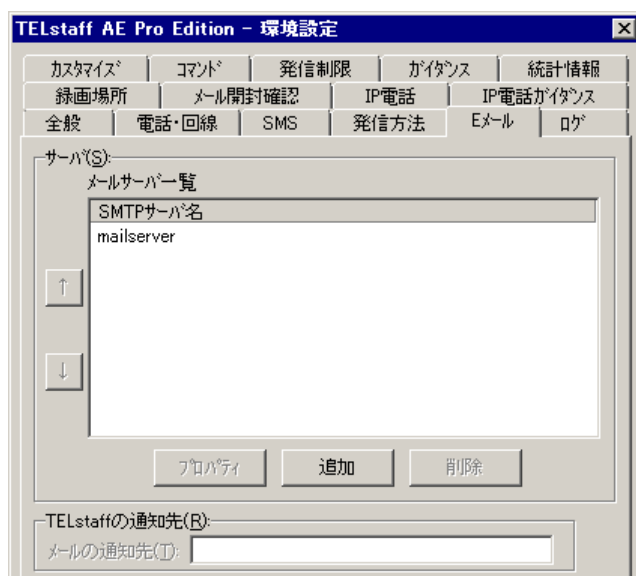 TELstaff AE Pro Edition - 環境設定
ｶｽﾀﾏｲｽﾞ ｺﾏﾝﾄﾞ 発信制限 ｶﾞｲﾀﾞﾝｽ 統計情報
録画場所 ﾒｰﾙ開封確認 IP電話 IP電話ｶﾞｲﾀﾞﾝｽ
全般 電話・回線 SMS 発信方法 Eﾒｰﾙ ﾛｸﾞ
ｻｰﾊﾞ(S):
ﾒｰﾙｻｰﾊﾞ一覧
SMTPｻｰﾊﾞ名
mailserver
↑
↓
ﾌﾟﾛﾊﾟﾃｨ 追加 削除
TELstaffの通知先(R):
ﾒｰﾙの通知先(T):